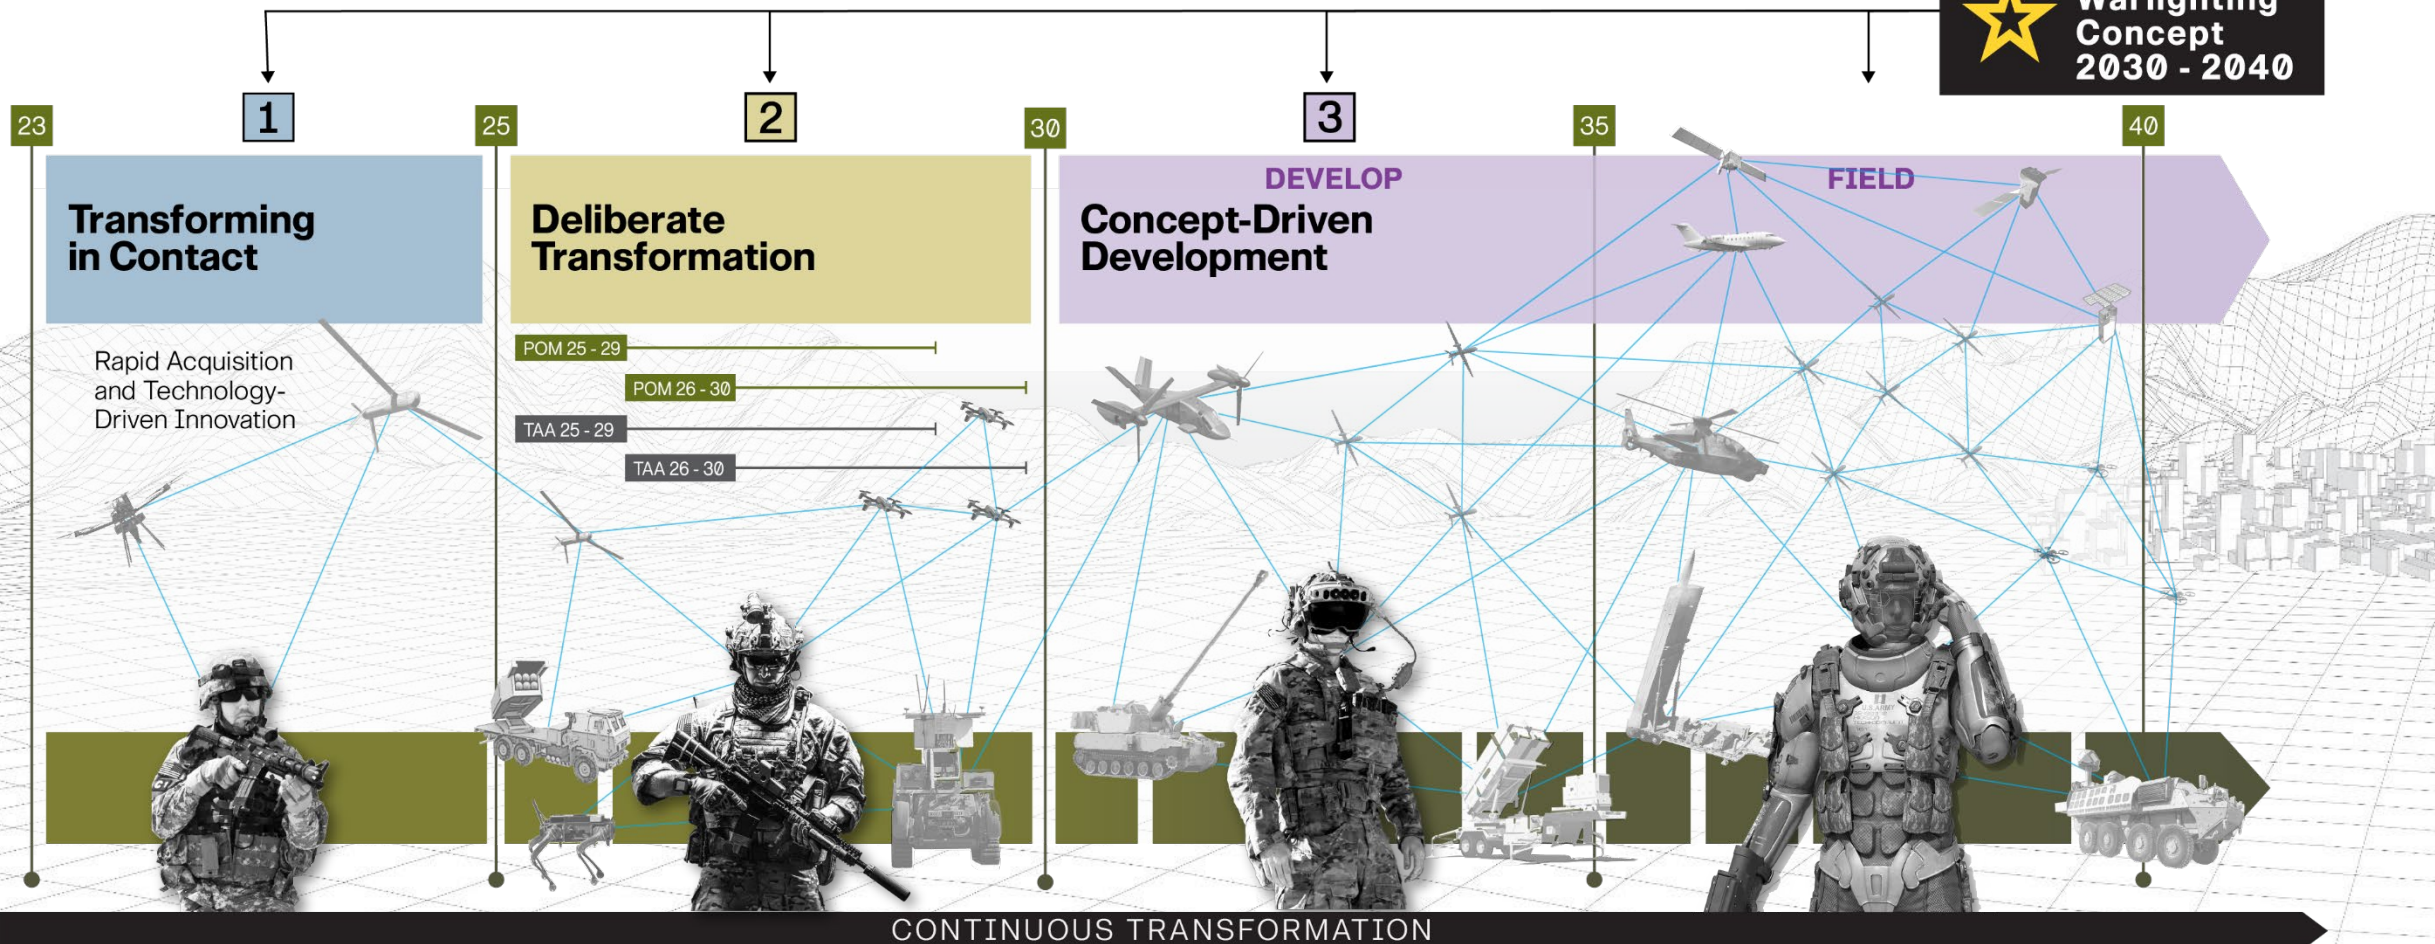 Warfighting
Concept
2030 - 2040
1
2
3
23
25
30
35
40
Transforming
in Contact
Rapid Acquisition
and Technology-
Driven Innovation
Deliberate
Transformation
POM 25 - 29
POM 26 - 30
TAA 25 - 29
TAA 26 - 30
DEVELOP
FIELD
Concept-Driven
Development
U.S. ARMY
CONTINUOUS TRANSFORMATION